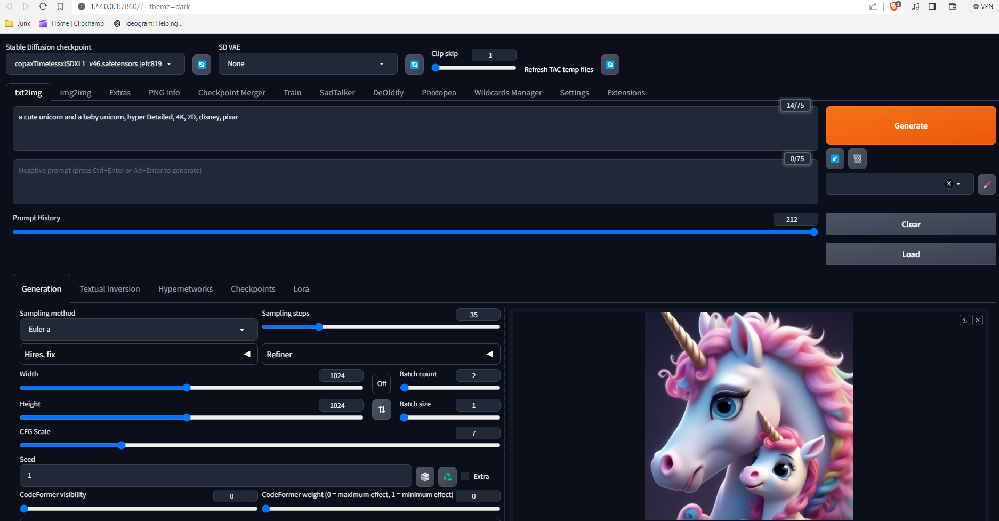 127.0.0.1:7860/?__theme=dark
2
VPN
Junk
Home | Clipchamp
Ideogram: Helping...
Stable Diffusion checkpoint
SD VAE
Clip skip
1
copaxTimelessxlSDXL1_v46.safetensors [efc819
None
Refresh TAC temp files
txt2img
img2img
Extras
PNG Info
Checkpoint Merger
Train
SadTalker
DeOldify
Photopea
Wildcards Manager
Settings
Extensions
14/75
a cute unicorn and a baby unicorn, hyper Detailed, 4K, 2D, disney, pixar
Generate
0/75
Negative prompt (press Ctrl+Enter or Alt+Enter to generate)
Prompt History
212
Clear
Load
Generation
Textual Inversion
Hypernetworks
Checkpoints
Lora
Sampling method
Sampling steps
35
Euler a
Hires. fix
Refiner
Width
1024
Off
Batch count
2
Height
1024
Batch size
1
CFG Scale
7
Seed
-1
Extra
CodeFormer visibility
0
CodeFormer weight (0 = maximum effect, 1 = minimum effect)
0